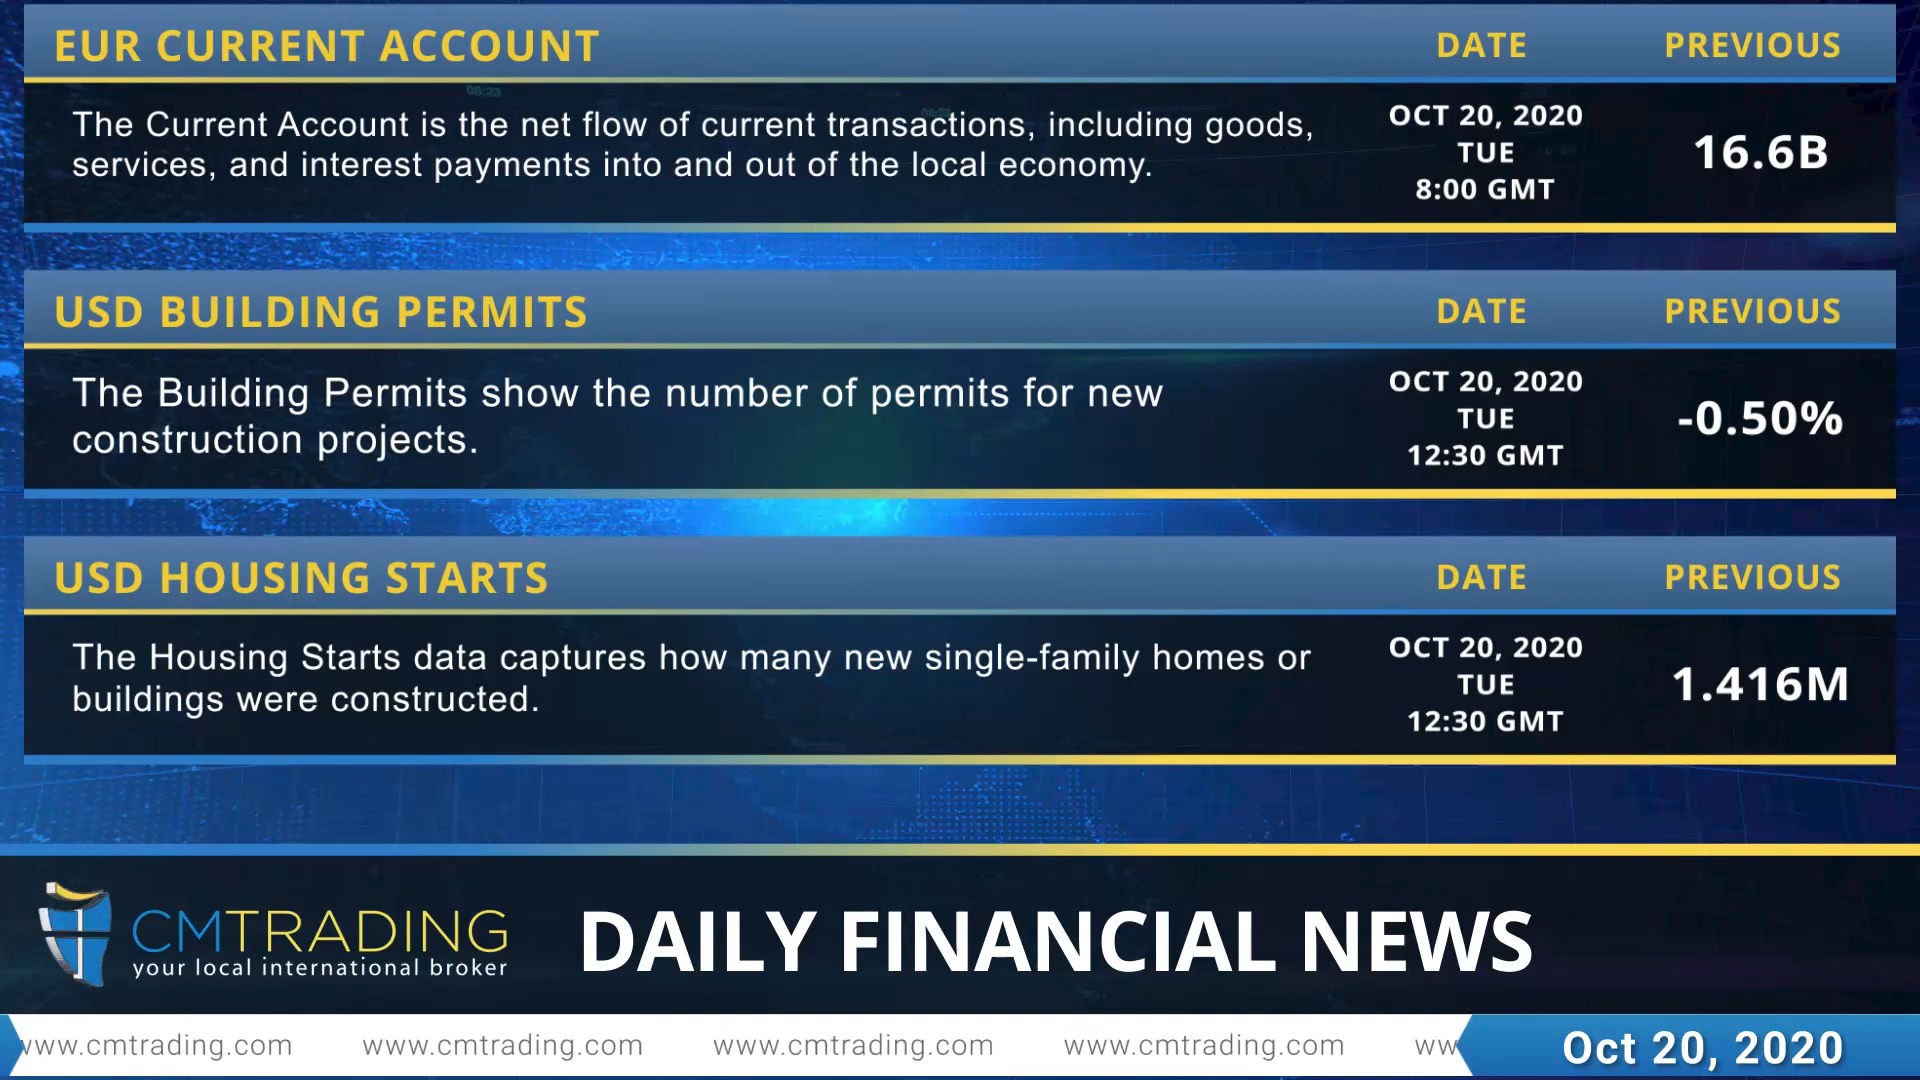 EUR CURRENT ACCOUNT DATE PREVIOUS
The Current Account is the net flow of current transactions, including goods,
services, and interest payments into and out of the local economy.
OCT 20, 2020
TUE
8:00 GMT
16.6B
USD BUILDING PERMITS DATE PREVIOUS
The Building Permits show the number of permits for new
construction projects.
OCT 20, 2020
TUE
12:30 GMT
-0.50%
USD HOUSING STARTS DATE PREVIOUS
The Housing Starts data captures how many new single-family homes or
buildings were constructed.
OCT 20, 2020
TUE
12:30 GMT
1.416M
CMTRADING
your local international broker
DAILY FINANCIAL NEWS
www.cmtrading.com www.cmtrading.com www.cmtrading.com www.cmtrading.com ww
Oct 20, 2020